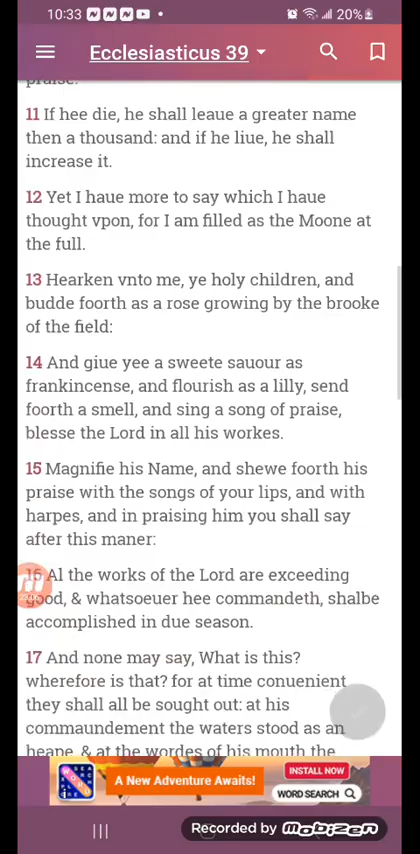 10:33
20%
Ecclesiasticus 39
praise.
11 If hee die, he shall leaue a greater name
then a thousand: and if he liue, he shall
increase it.
12 Yet I haue more to say which I haue
thought vpon, for I am filled as the Moone at
the full.
13 Hearken vnto me, ye holy children, and
budde foorth as a rose growing by the brooke
of the field:
14 And giue yee a sweete sauour as
frankincense, and flourish as a lilly, send
foorth a smell, and sing a song of praise,
blesse the Lord in all his workes.
15 Magnifie his Name, and shewe foorth his
praise with the songs of your lips, and with
harpes, and in praising him you shall say
after this maner:
16 Al the works of the Lord are exceeding
good, & whatsoeuer hee commandeth, shalbe
accomplished in due season.
17 And none may say, What is this?
wherefore is that? for at time conuenient
they shall all be sought out: at his
commaundement the waters stood as an
heape, & at the wordes of his mouth the
A New Adventure Awaits!
INSTALL NOW
WORD SEARCH
Recorded by mobizen